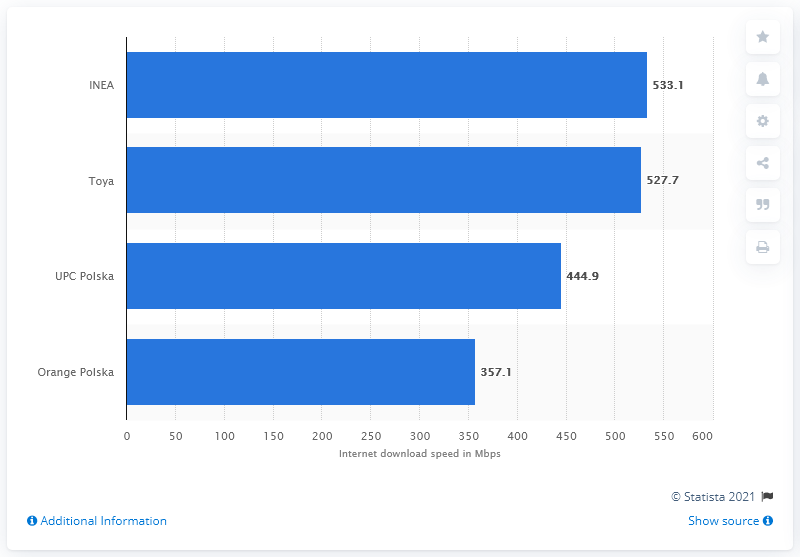 INEA 533.1
Toya 527.7
UPC Polska 444.9
Orange Polska 357.1
0 50 100 150 200 250 300 350 400 450 500 550 600
Internet download speed in Mbps
© Statista 2021
Additional Information Show source